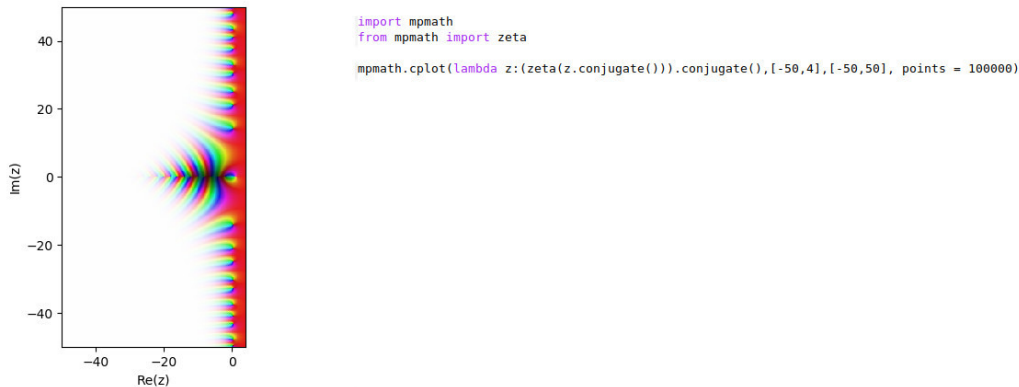 import mpmath
from mpmath import zeta
mpmath.cplot(lambda z:(zeta(z.conjugate())).conjugate(),[-50,4],[-50,50], points = 100000)
40
20
0
−20
−40
Im(z)
−40
−20
0
Re(z)